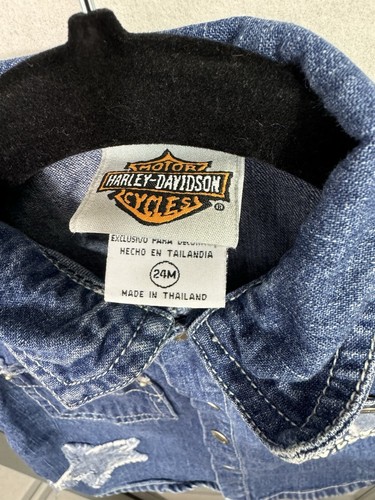 MOTOR
HARLEY-DAVIDSON
CYCLES
®
EXCLUSIVO PARA
HECHO EN TAILANDIA
24M
MADE IN THAILAND